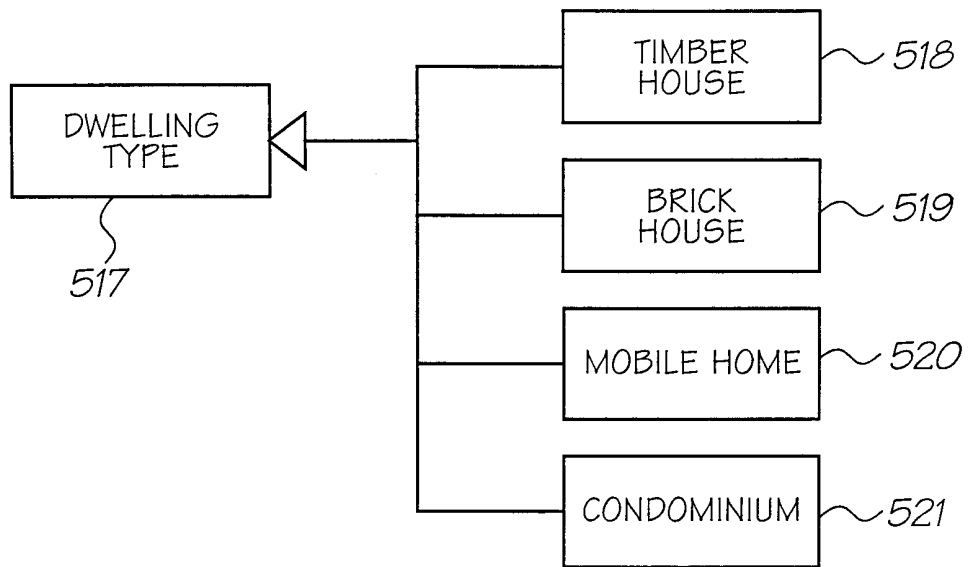 DWELLING
TYPE
517
TIMBER
HOUSE
518
BRICK
HOUSE
519
MOBILE HOME
520
CONDOMINIUM
521